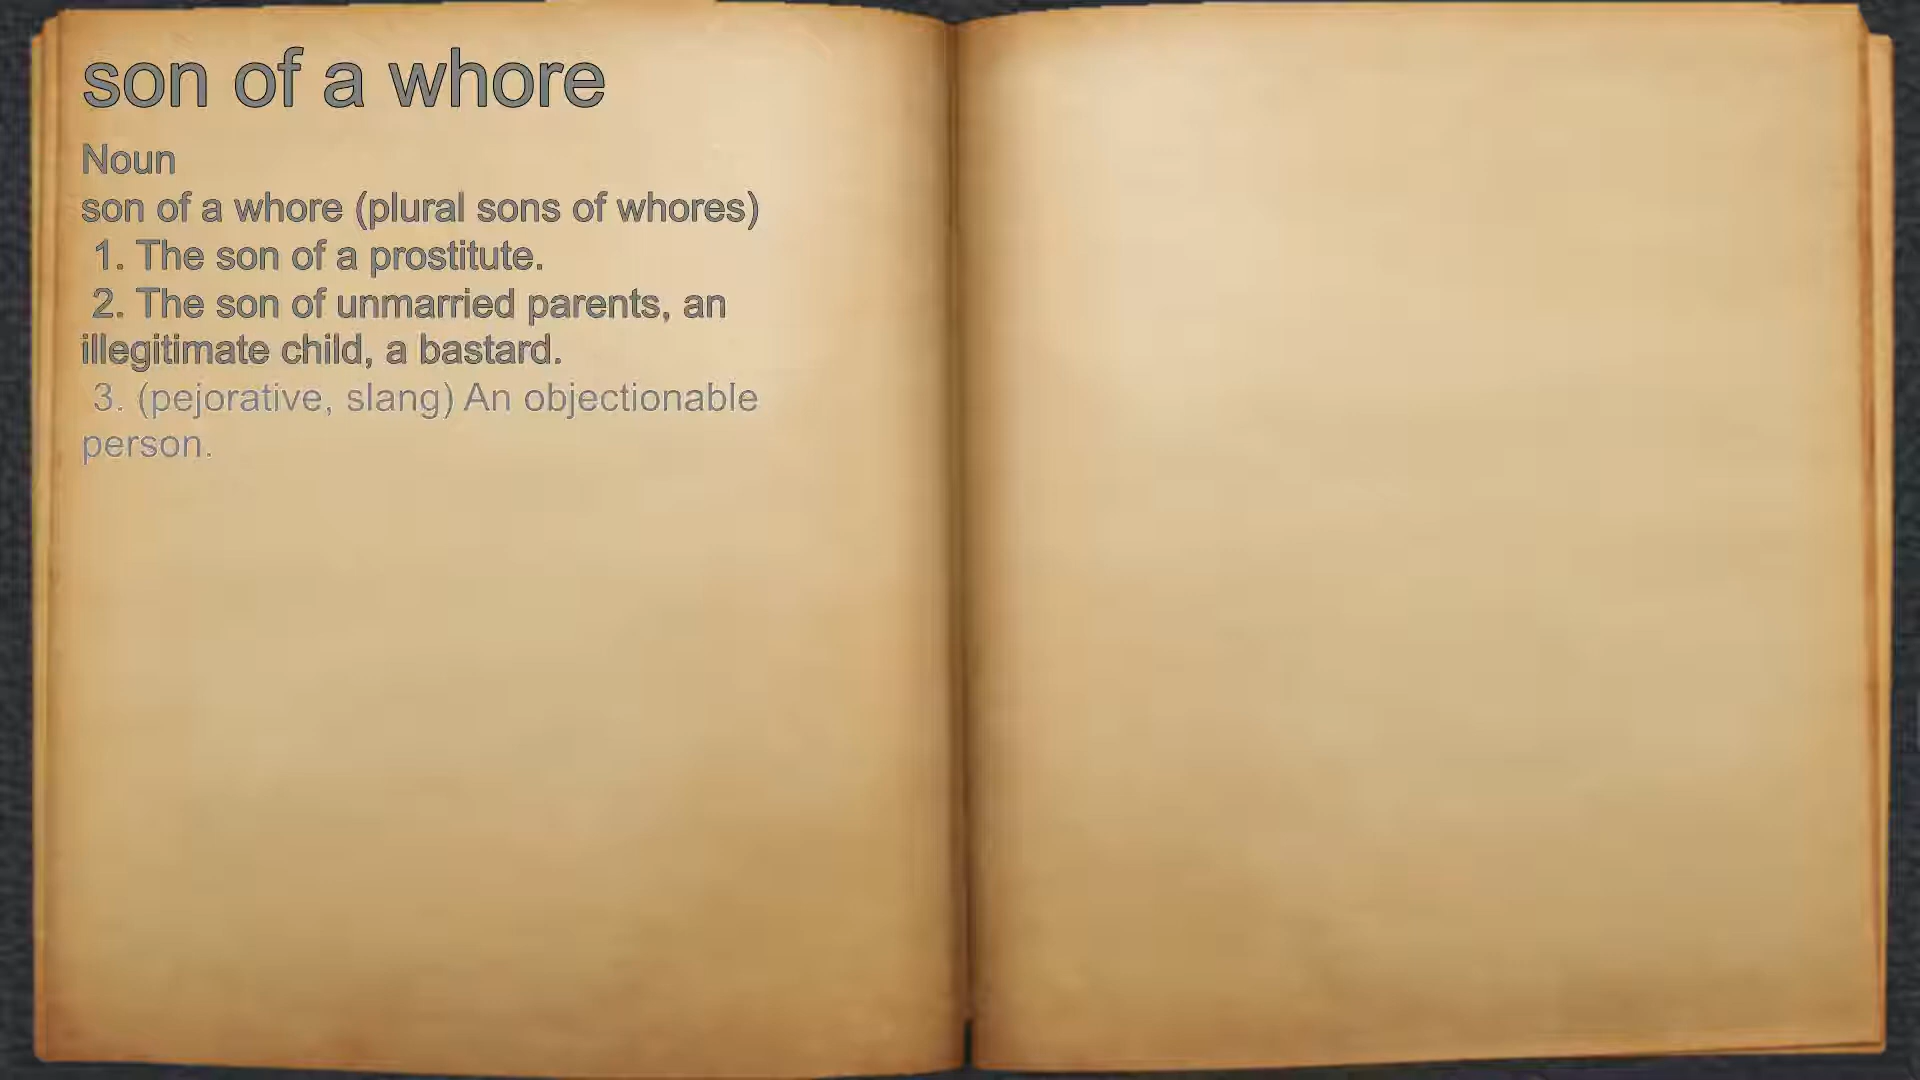 son of a whore
Noun
son of a whore (plural sons of whores)
1. The son of a prostitute.
2. The son of unmarried parents, an
illegitimate child, a bastard.
3. (pejorative, slang) An objectionable
person.